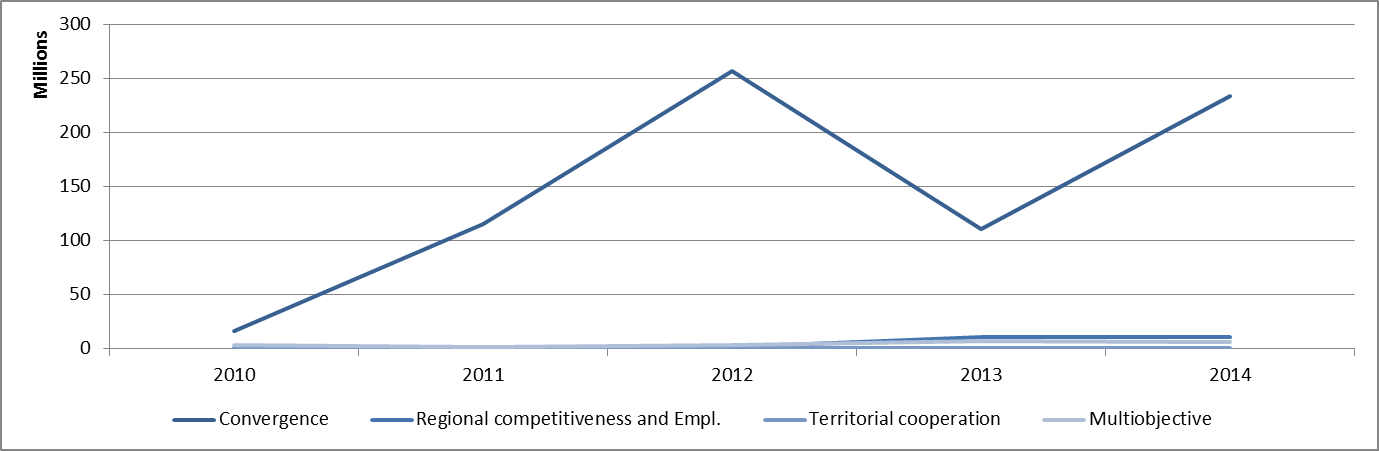 Millions
300
250
200
150
100
50
0
2010 2011 2012 2013 2014
Convergence Regional competitiveness and Empl. Territorial cooperation Multiobjective